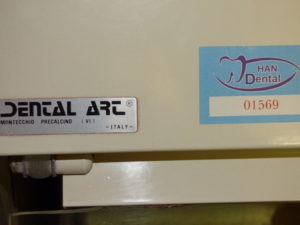 DENTAL ART®
MONTECCHIO PRECALCINO (VI)
-ITALY-
HAN
Dental
01569